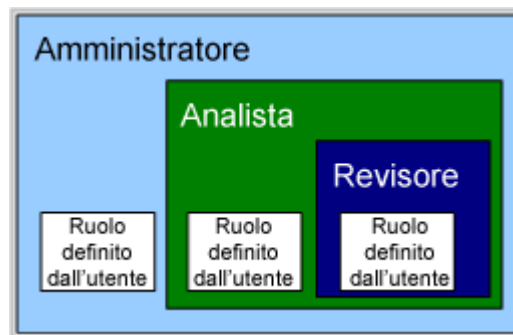 Amministratore
Analista
Revisore
Ruolo
definito
dall'utente
Ruolo
definito
dall'utente
Ruolo
definito
dall'utente